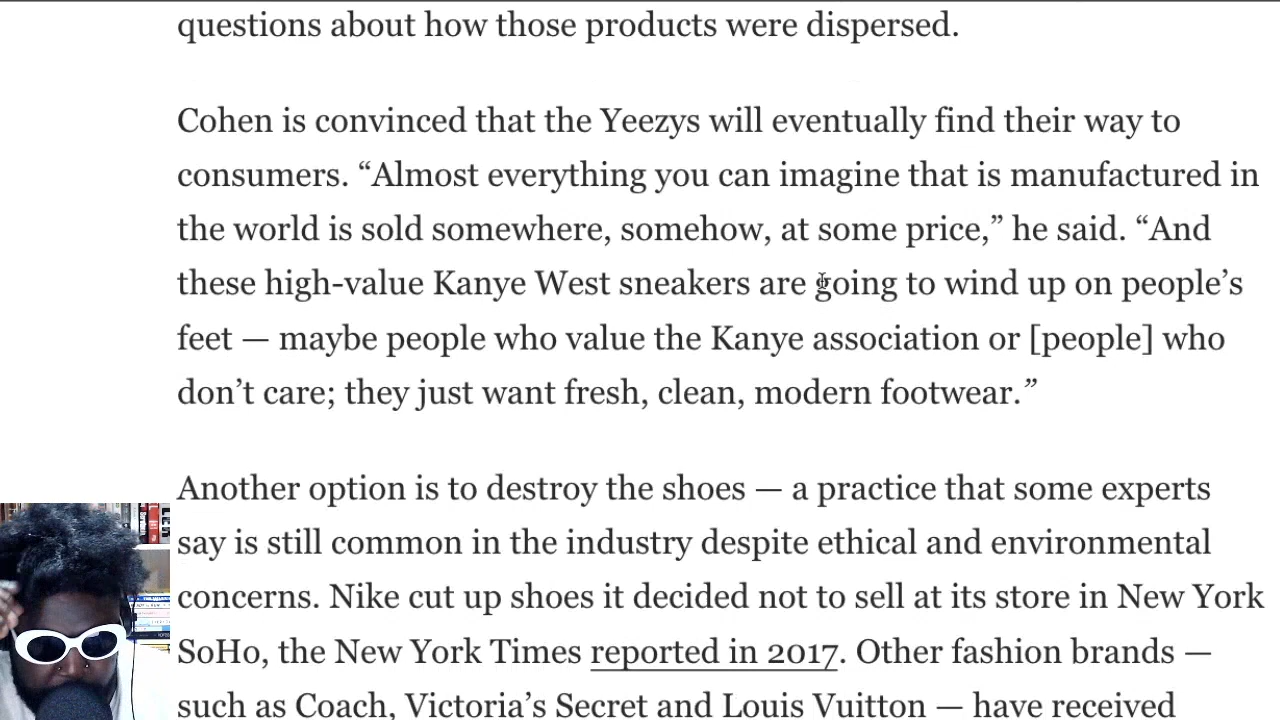 questions about how those products were dispersed.
Cohen is convinced that the Yeezys will eventually find their way to
consumers. “Almost everything you can imagine that is manufactured in
the world is sold somewhere, somehow, at some price,” he said. “And
these high-value Kanye West sneakers are going to wind up on people’s
feet — maybe people who value the Kanye association or [people] who
don’t care; they just want fresh, clean, modern footwear.”
Another option is to destroy the shoes — a practice that some experts
say is still common in the industry despite ethical and environmental
concerns. Nike cut up shoes it decided not to sell at its store in New York
SoHo, the New York Times reported in 2017. Other fashion brands —
such as Coach, Victoria’s Secret and Louis Vuitton — have received